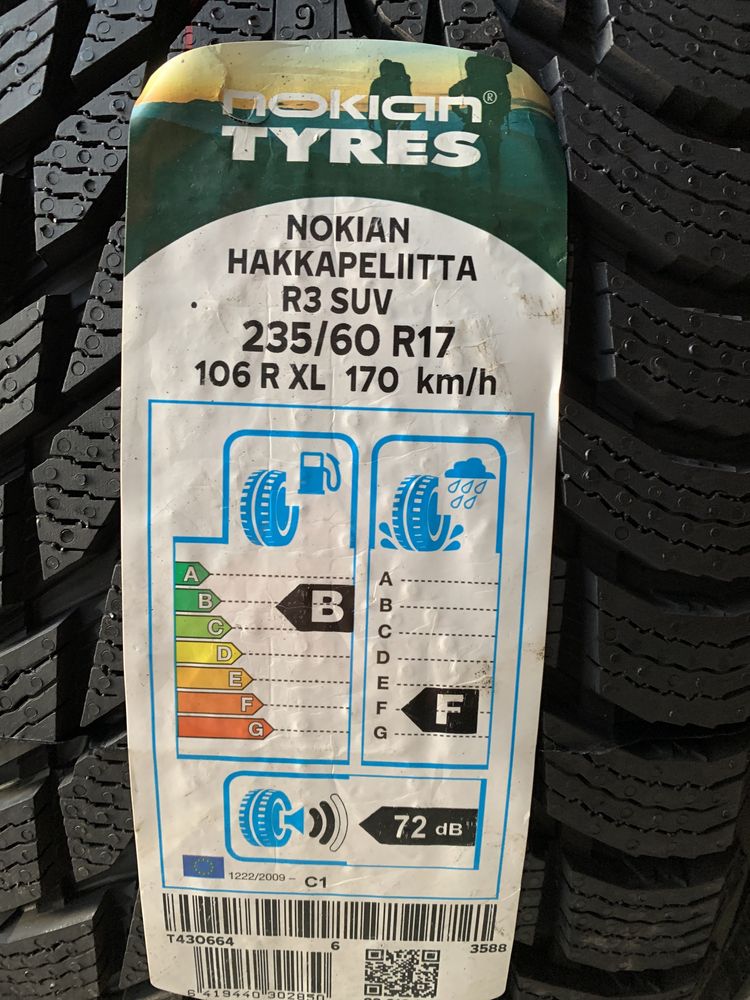 9
NOKIAN®
TYRES
NOKIAN
HAKKAPELIITTA
R3 SUV
235/60 R17
106 R XL 170 km/h
A
B
C
D
E
F
G
B
A
B
C
D
E
F
G
F
72 dB
1222/2009 - C1
T430664 6 3588
6 419440 302850